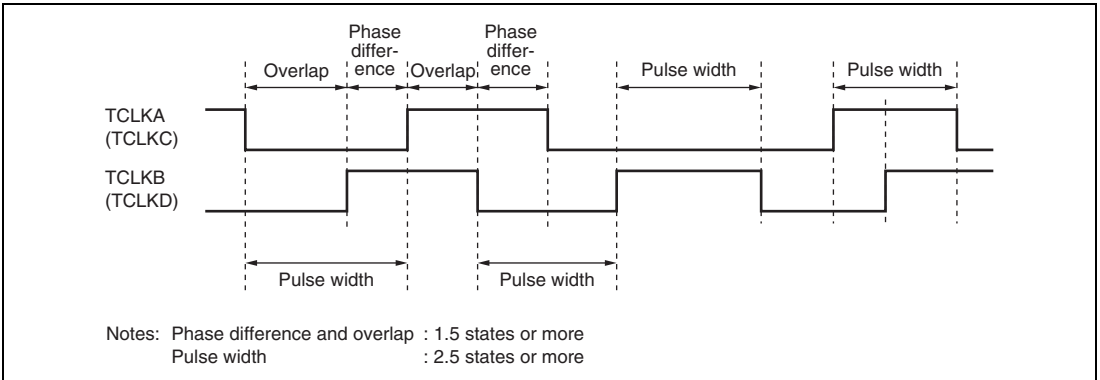 Phase
differ-
ence
Phase
differ-
ence
Overlap
Overlap
Pulse width
Pulse width
TCLKA
(TCLKC)
TCLKB
(TCLKD)
Pulse width
Pulse width
Notes: Phase difference and overlap : 1.5 states or more
Pulse width : 2.5 states or more